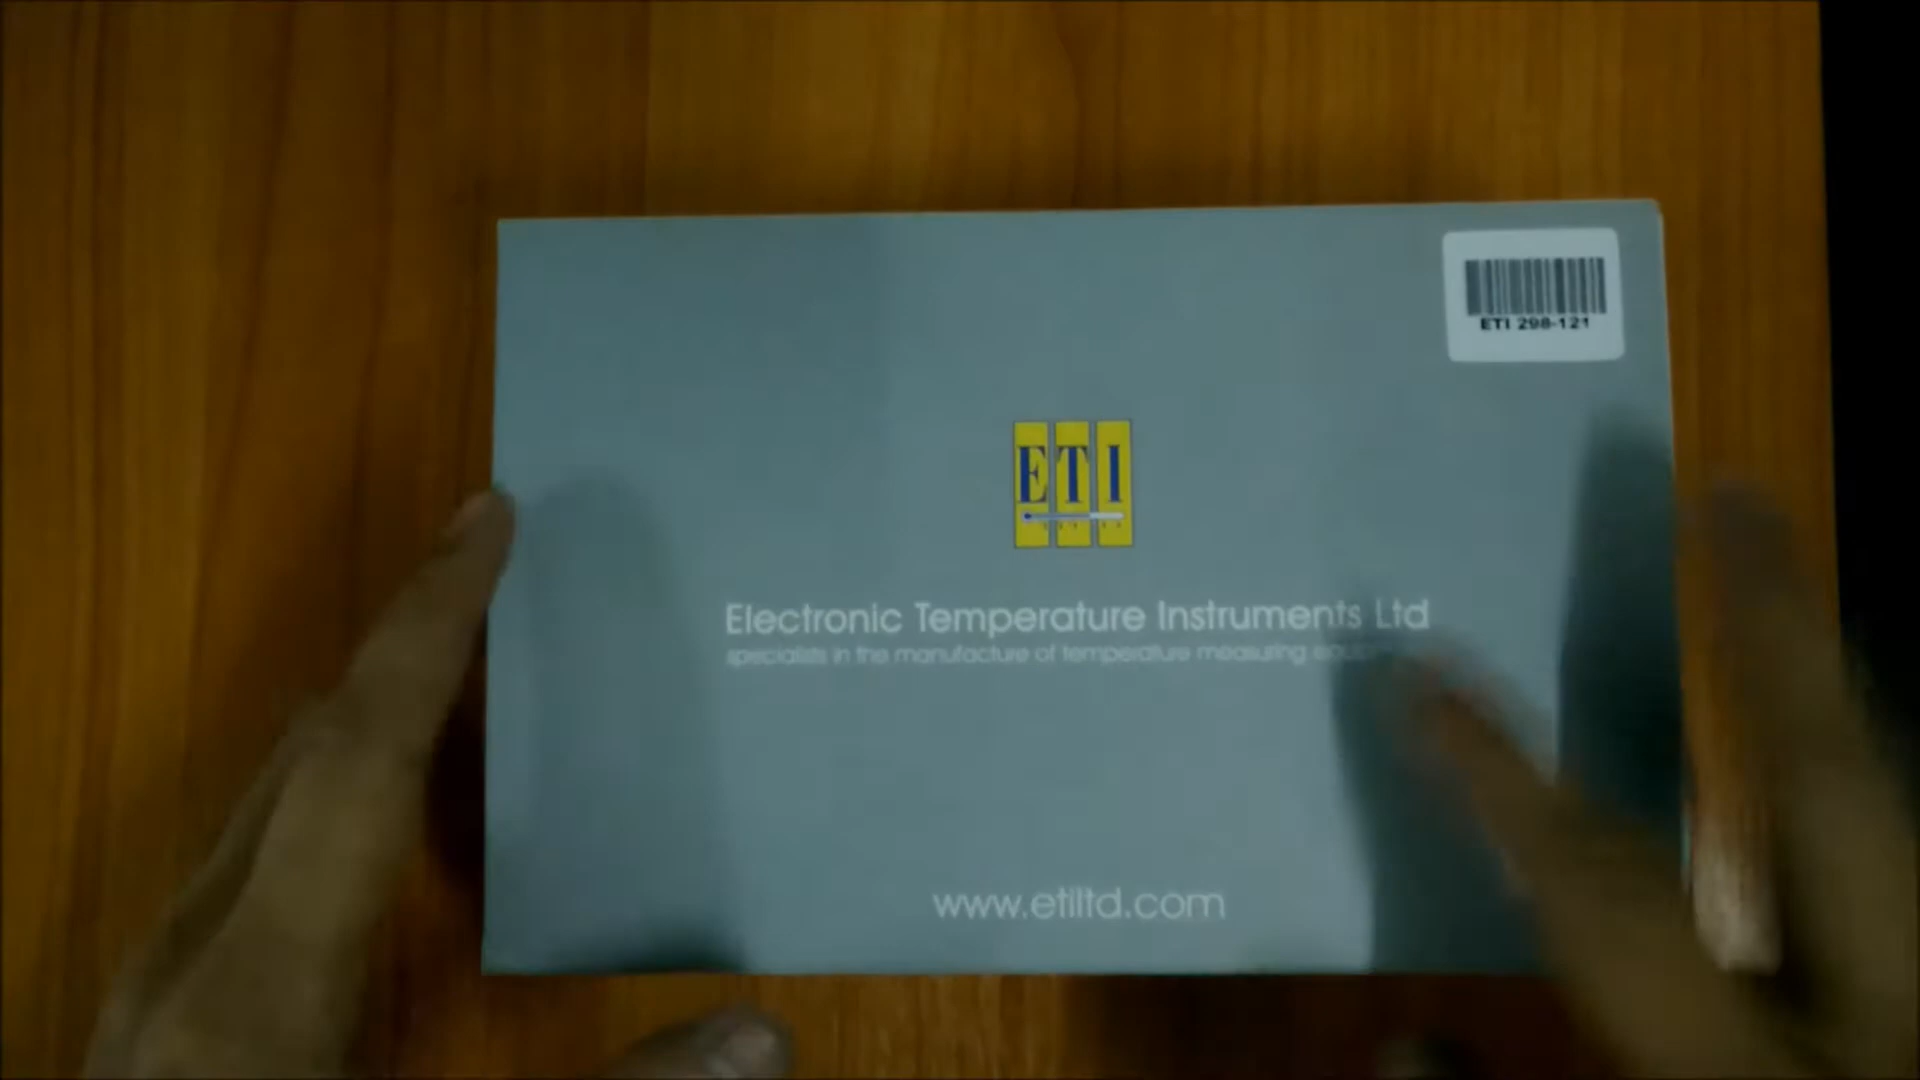 ETI 298-121
ETI
Electronic Temperature Instruments Ltd
specialists in the manufacture of temperature measuring
www.etiltd.com